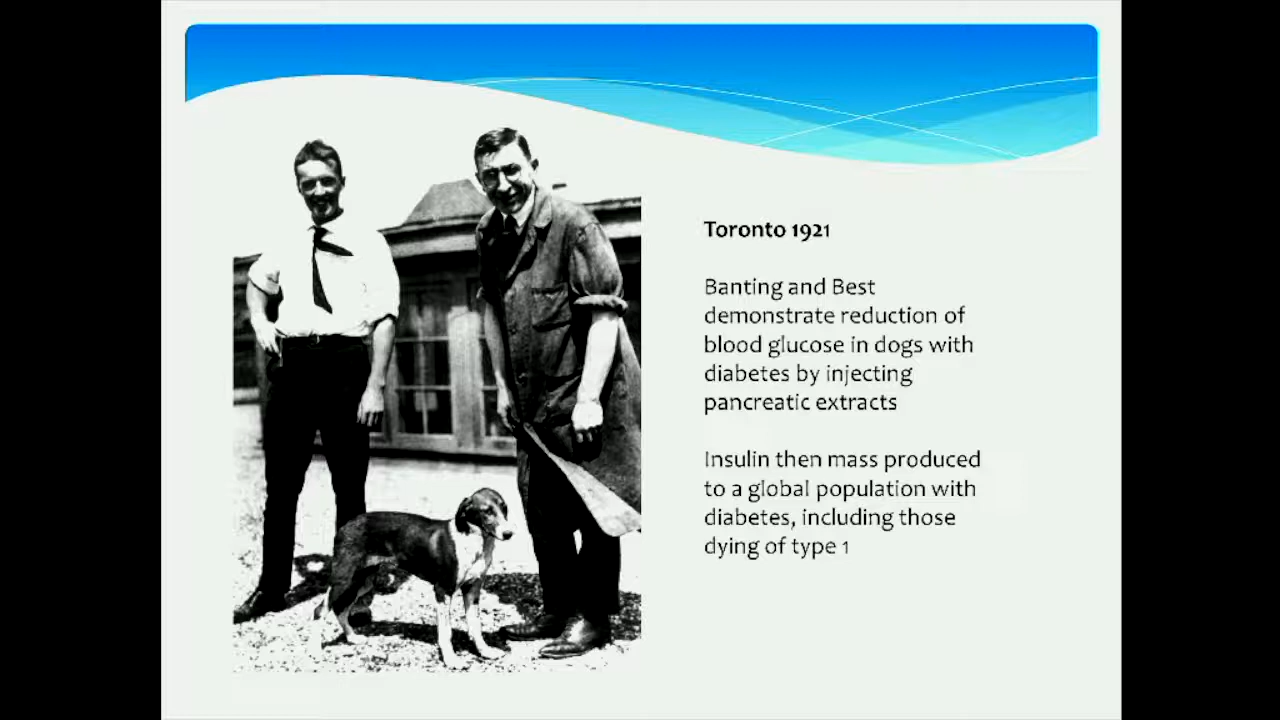 Toronto 1921
Banting and Best
demonstrate reduction of
blood glucose in dogs with
diabetes by injecting
pancreatic extracts
Insulin then mass produced
to a global population with
diabetes, including those
dying of type 1